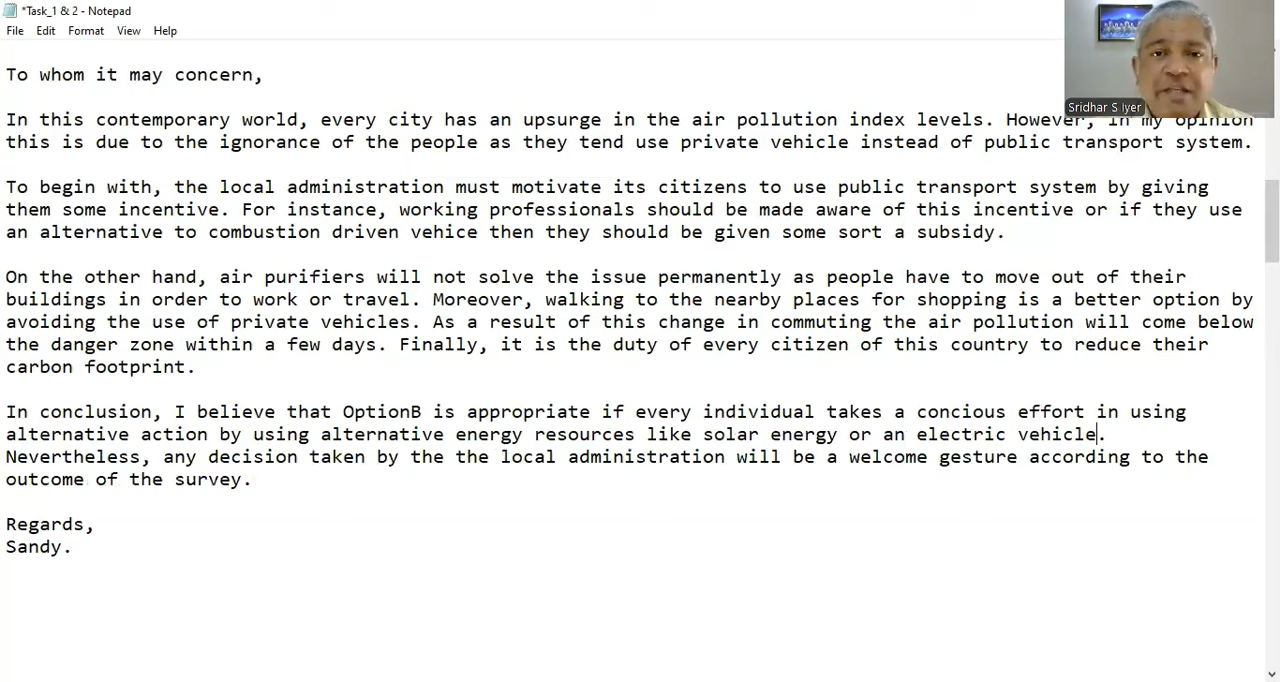 *Task_1 & 2 - Notepad
File Edit Format View Help
Sridhar S Iyer
To whom it may concern,
In this contemporary world, every city has an upsurge in the air pollution index levels. However, in my opinion
this is due to the ignorance of the people as they tend use private vehicle instead of public transport system.
To begin with, the local administration must motivate its citizens to use public transport system by giving
them some incentive. For instance, working professionals should be made aware of this incentive or if they use
an alternative to combustion driven vehice then they should be given some sort a subsidy.
On the other hand, air purifiers will not solve the issue permanently as people have to move out of their
buildings in order to work or travel. Moreover, walking to the nearby places for shopping is a better option by
avoiding the use of private vehicles. As a result of this change in commuting the air pollution will come below
the danger zone within a few days. Finally, it is the duty of every citizen of this country to reduce their
carbon footprint.
In conclusion, I believe that OptionB is appropriate if every individual takes a concious effort in using
alternative action by using alternative energy resources like solar energy or an electric vehicle.
Nevertheless, any decision taken by the the local administration will be a welcome gesture according to the
outcome of the survey.
Regards,
Sandy.